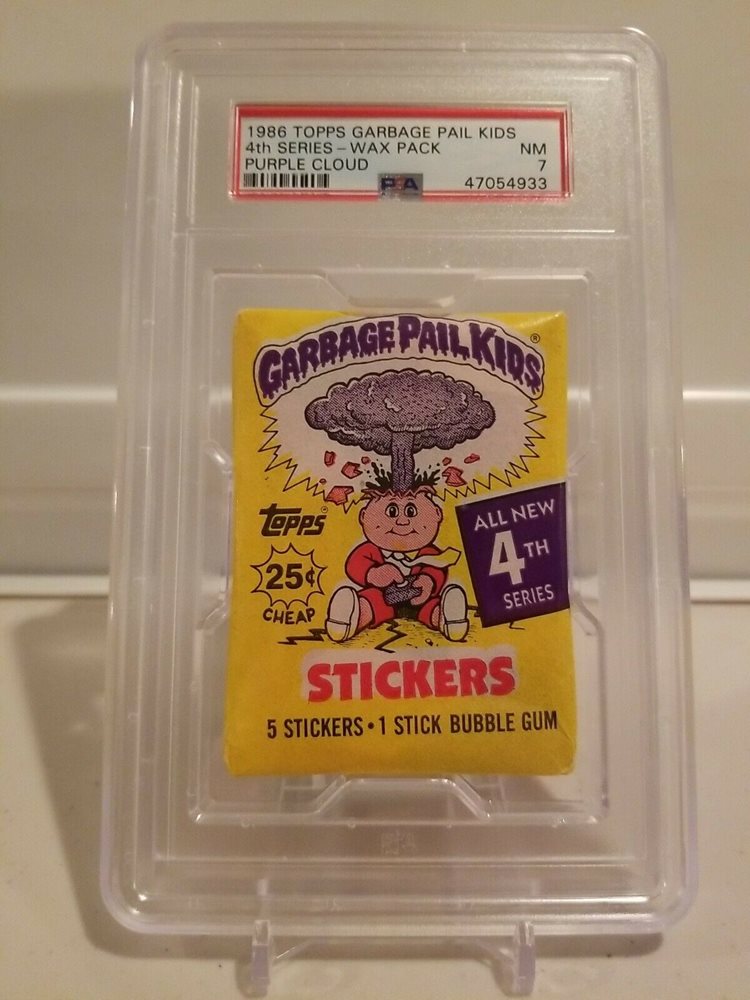 1986 TOPPS GARBAGE PAIL KIDS
4th SERIES - WAX PACK NM
PURPLE CLOUD 7
PSA 47054933
GARBAGE PAIL KIDS®
TOPPS®
25¢
CHEAP
ALL NEW
4TH
SERIES
STICKERS
5 STICKERS • 1 STICK BUBBLE GUM